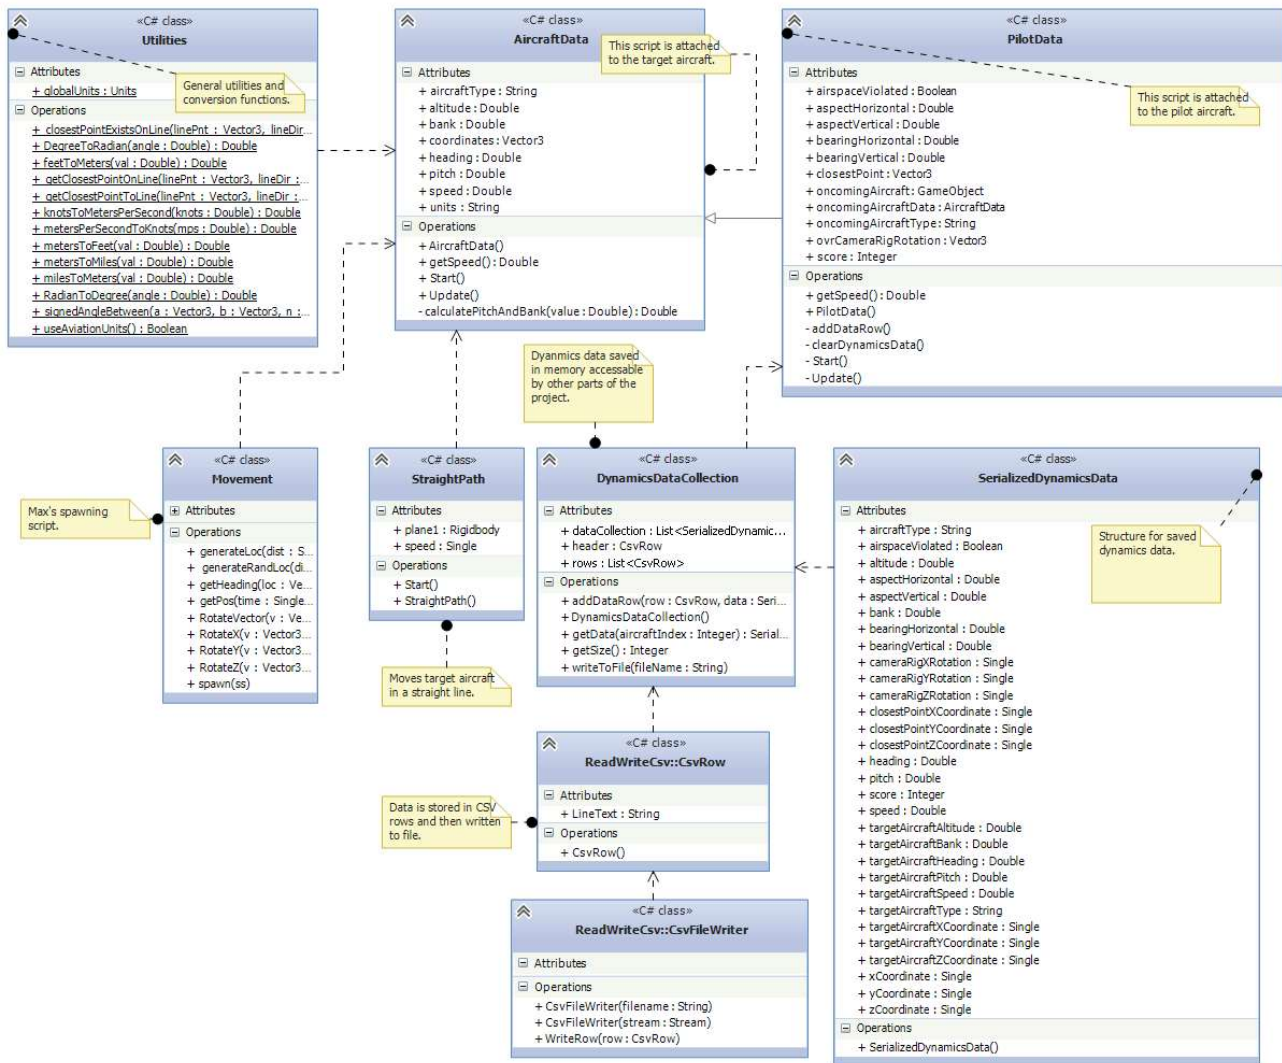 «C# class»
Utilities
Attributes
+ globalUnits : Units
General utilities and
conversion functions.
Operations
+ closestPointExistsOnLine(linePnt : Vector3, lineDir...
+ DegreeToRadian(angle : Double) : Double
+ feetToMeters(val : Double) : Double
+ getClosestPointOnLine(linePnt : Vector3, lineDir :...
+ getClosestPointToLine(linePnt : Vector3, lineDir :...
+ knotsToMetersPerSecond(knots : Double) : Double
+ metersPerSecondToKnots(mps : Double) : Double
+ metersToFeet(val : Double) : Double
+ metersToMiles(val : Double) : Double
+ milesToMeters(val : Double) : Double
+ RadianToDegree(angle : Double) : Double
+ signedAngleBetween(a : Vector3, b : Vector3, n :...
+ useAviationUnits() : Boolean
«C# class»
AircraftData
This script is attached
to the target aircraft.
Attributes
+ aircraftType : String
+ altitude : Double
+ bank : Double
+ coordinates : Vector3
+ heading : Double
+ pitch : Double
+ speed : Double
+ units : String
Operations
+ AircraftData()
+ getSpeed() : Double
+ Start()
+ Update()
- calculatePitchAndBank(value : Double) : Double
«C# class»
PilotData
Attributes
This script is attached
to the pilot aircraft.
+ airspaceViolated : Boolean
+ aspectHorizontal : Double
+ aspectVertical : Double
+ bearingHorizontal : Double
+ bearingVertical : Double
+ closestPoint : Vector3
+ oncomingAircraft : GameObject
+ oncomingAircraftData : AircraftData
+ oncomingAircraftType : String
+ ovrCameraRigRotation : Vector3
+ score : Integer
Operations
+ getSpeed() : Double
+ PilotData()
- addDataRow()
- clearDynamicsData()
- Start()
- Update()
Dyanmics data saved
in memory accessable
by other parts of the
project.
«C# class»
Movement
Max's spawning
script.
Attributes
Operations
+ generateLoc(dist : S...
+ generateRandLoc(di...
+ getHeading(loc : Ve...
+ getPos(time : Single...
+ RotateVector(v : Ve...
+ RotateX(v : Vector3...
+ RotateY(v : Vector3...
+ RotateZ(v : Vector3...
+ spawn(ss)
«C# class»
StraightPath
Attributes
+ plane1 : Rigidbody
+ speed : Single
Operations
+ Start()
+ StraightPath()
Moves target aircraft
in a straight line.
«C# class»
DynamicsDataCollection
Attributes
+ dataCollection : List<SerializedDynamic...
+ header : CsvRow
+ rows : List<CsvRow>
Operations
+ addDataRow(row : CsvRow, data : Seri...
+ DynamicsDataCollection()
+ getData(aircraftIndex : Integer) : Serial...
+ getSize() : Integer
+ writeToFile(fileName : String)
«C# class»
SerializedDynamicsData
Attributes
Structure for saved
dynamics data.
+ aircraftType : String
+ airspaceViolated : Boolean
+ altitude : Double
+ aspectHorizontal : Double
+ aspectVertical : Double
+ bank : Double
+ bearingHorizontal : Double
+ bearingVertical : Double
+ cameraRigXRotation : Single
+ cameraRigYRotation : Single
+ cameraRigZRotation : Single
+ closestPointXCoordinate : Single
+ closestPointYCoordinate : Single
+ closestPointZCoordinate : Single
+ heading : Double
+ pitch : Double
+ score : Integer
+ speed : Double
+ targetAircraftAltitude : Double
+ targetAircraftBank : Double
+ targetAircraftHeading : Double
+ targetAircraftPitch : Double
+ targetAircraftSpeed : Double
+ targetAircraftType : String
+ targetAircraftXCoordinate : Single
+ targetAircraftYCoordinate : Single
+ targetAircraftZCoordinate : Single
+ xCoordinate : Single
+ yCoordinate : Single
+ zCoordinate : Single
Operations
+ SerializedDynamicsData()
«C# class»
ReadWriteCsv::CsvRow
Attributes
+ LineText : String
Operations
+ CsvRow()
Data is stored in CSV
rows and then written
to file.
«C# class»
ReadWriteCsv::CsvFileWriter
Attributes
Operations
+ CsvFileWriter(filename : String)
+ CsvFileWriter(stream : Stream)
+ WriteRow(row : CsvRow)